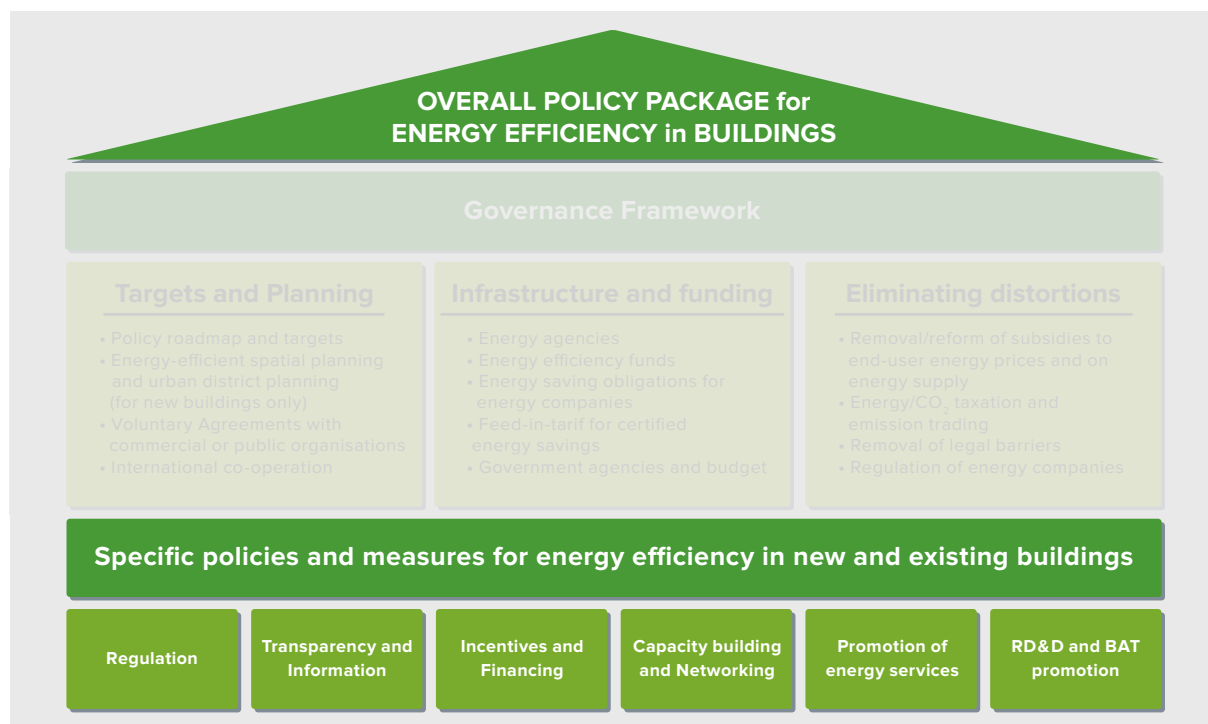 OVERALL POLICY PACKAGE for
ENERGY EFFICIENCY in BUILDINGS
Governance Framework
Targets and Planning
• Policy roadmap and targets
• Energy-efficient spatial planning
and urban district planning
(for new buildings only)
• Voluntary Agreements with
commercial or public organisations
• International co-operation
Infrastructure and funding
• Energy agencies
• Energy efficiency funds
• Energy saving obligations for
energy companies
• Feed-in-tarif for certified
energy savings
• Government agencies and budget
Eliminating distortions
• Removal/reform of subsidies to
end-user energy prices and on
energy supply
• Energy/CO₂ taxation and
emission trading
• Removal of legal barriers
• Regulation of energy companies
Specific policies and measures for energy efficiency in new and existing buildings
Regulation
Transparency and
Information
Incentives and
Financing
Capacity building
and Networking
Promotion of
energy services
RD&D and BAT
promotion